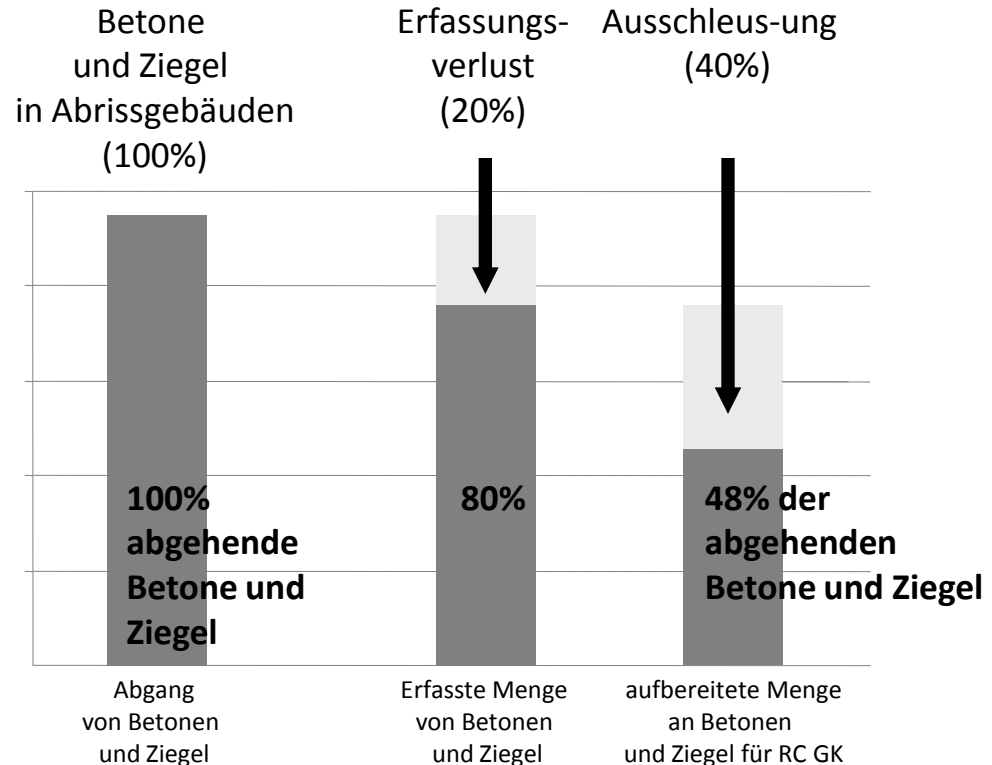 Betone
und Ziegel
in Abrissgebäuden
(100%)
Erfassungs-
verlust
(20%)
Ausschleus-ung
(40%)
100%
abgehende
Betone und
Ziegel
80%
48% der
abgehenden
Betone und Ziegel
Abgang
von Betonen
und Ziegel
Erfasste Menge
von Betonen
und Ziegel
aufbereitete Menge
an Betonen
und Ziegel für RC GK